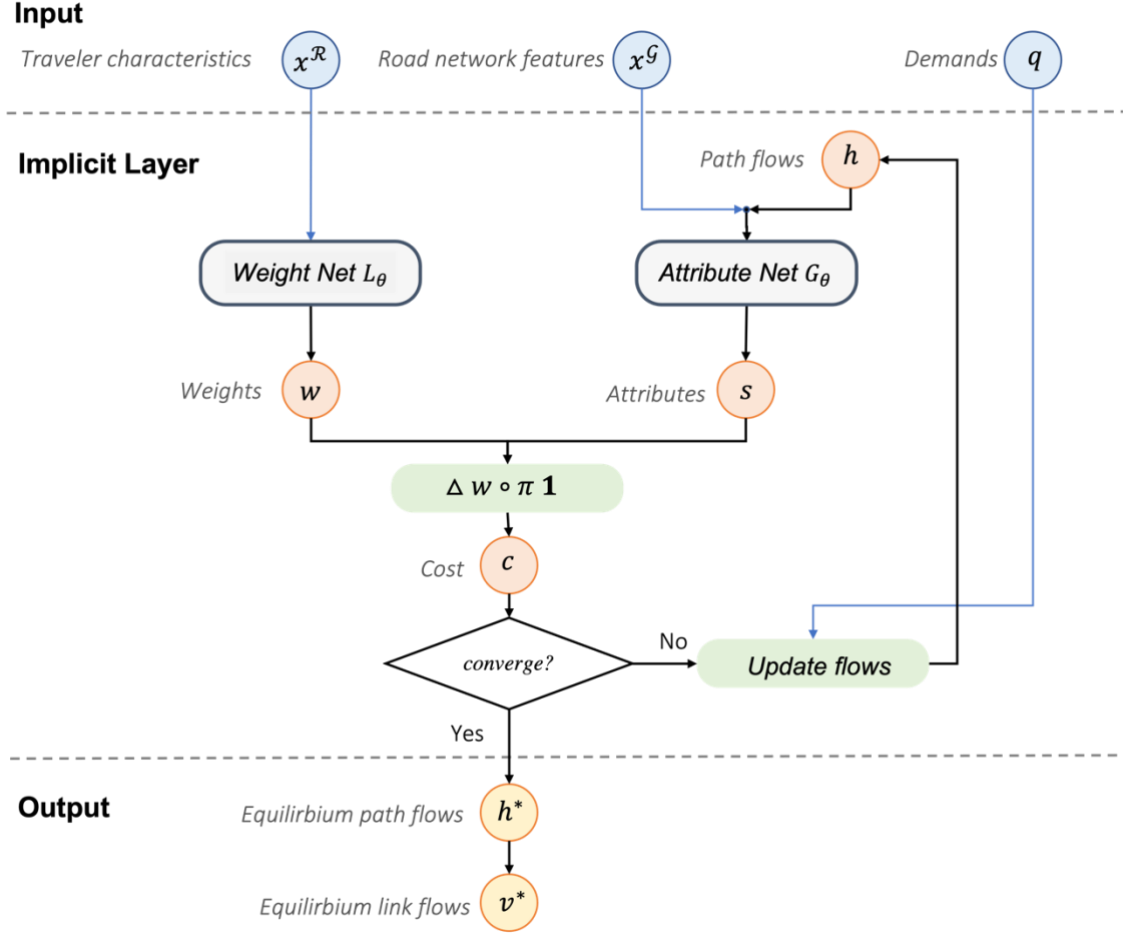 Input
Traveler characteristics x^ℛ Road network features x^𝒢 Demands q
Implicit Layer
Path flows h
Weight Net L_θ Attribute Net G_θ
Weights w Attributes s
△ w ∘ π 1
Cost c
converge? No Update flows
Yes
Output
Equilirbium path flows h*
Equilirbium link flows v*